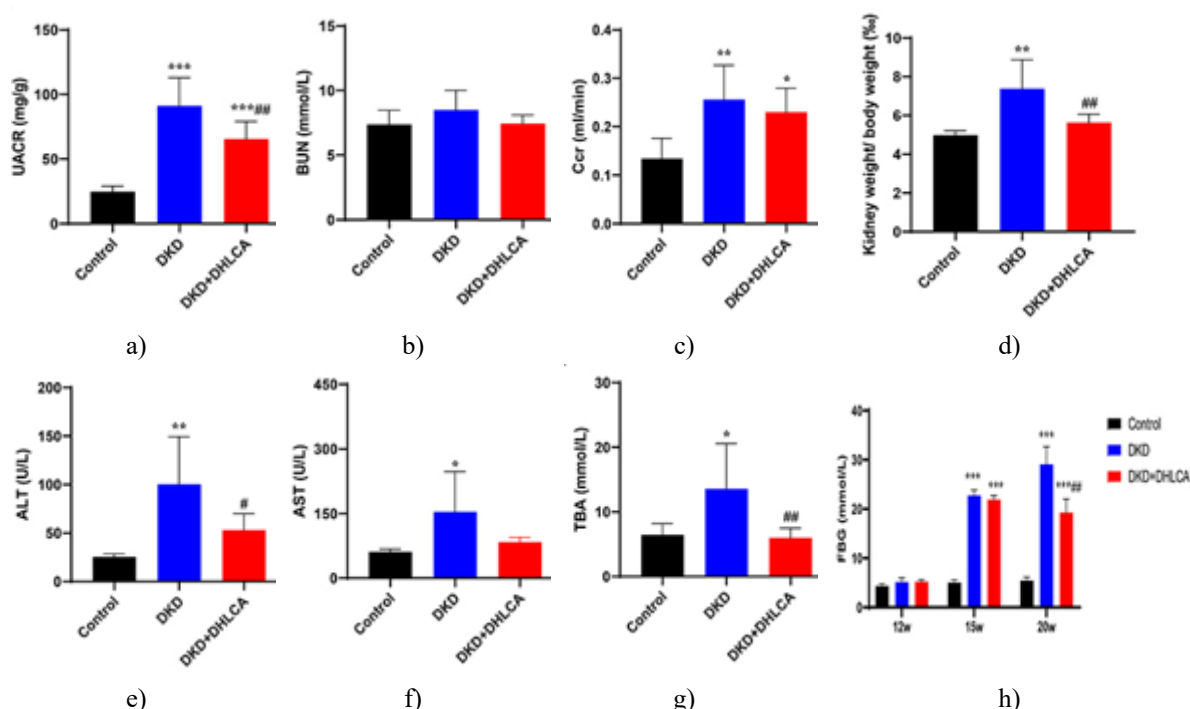 UACR (mg/g)
150
100
50
0
***
***##
Control
DKD
DKD+DHLCA
a)
BUN (mmol/L)
15
10
5
0
Control
DKD
DKD+DHLCA
b)
Ccr (ml/min)
0.4
0.3
0.2
0.1
0.0
**
*
Control
DKD
DKD+DHLCA
c)
Kidney weight/ body weight (‰)
10
8
6
4
2
0
**
##
Control
DKD
DKD+DHLCA
d)
ALT (U/L)
200
150
100
50
0
**
#
Control
DKD
DKD+DHLCA
e)
AST (U/L)
450
300
150
0
*
Control
DKD
DKD+DHLCA
f)
TBA (mmol/L)
30
20
10
0
*
##
Control
DKD
DKD+DHLCA
g)
FBG (mmol/L)
40
30
20
10
0
***
***
***
***##
12w
15w
20w
Control
DKD
DKD+DHLCA
h)